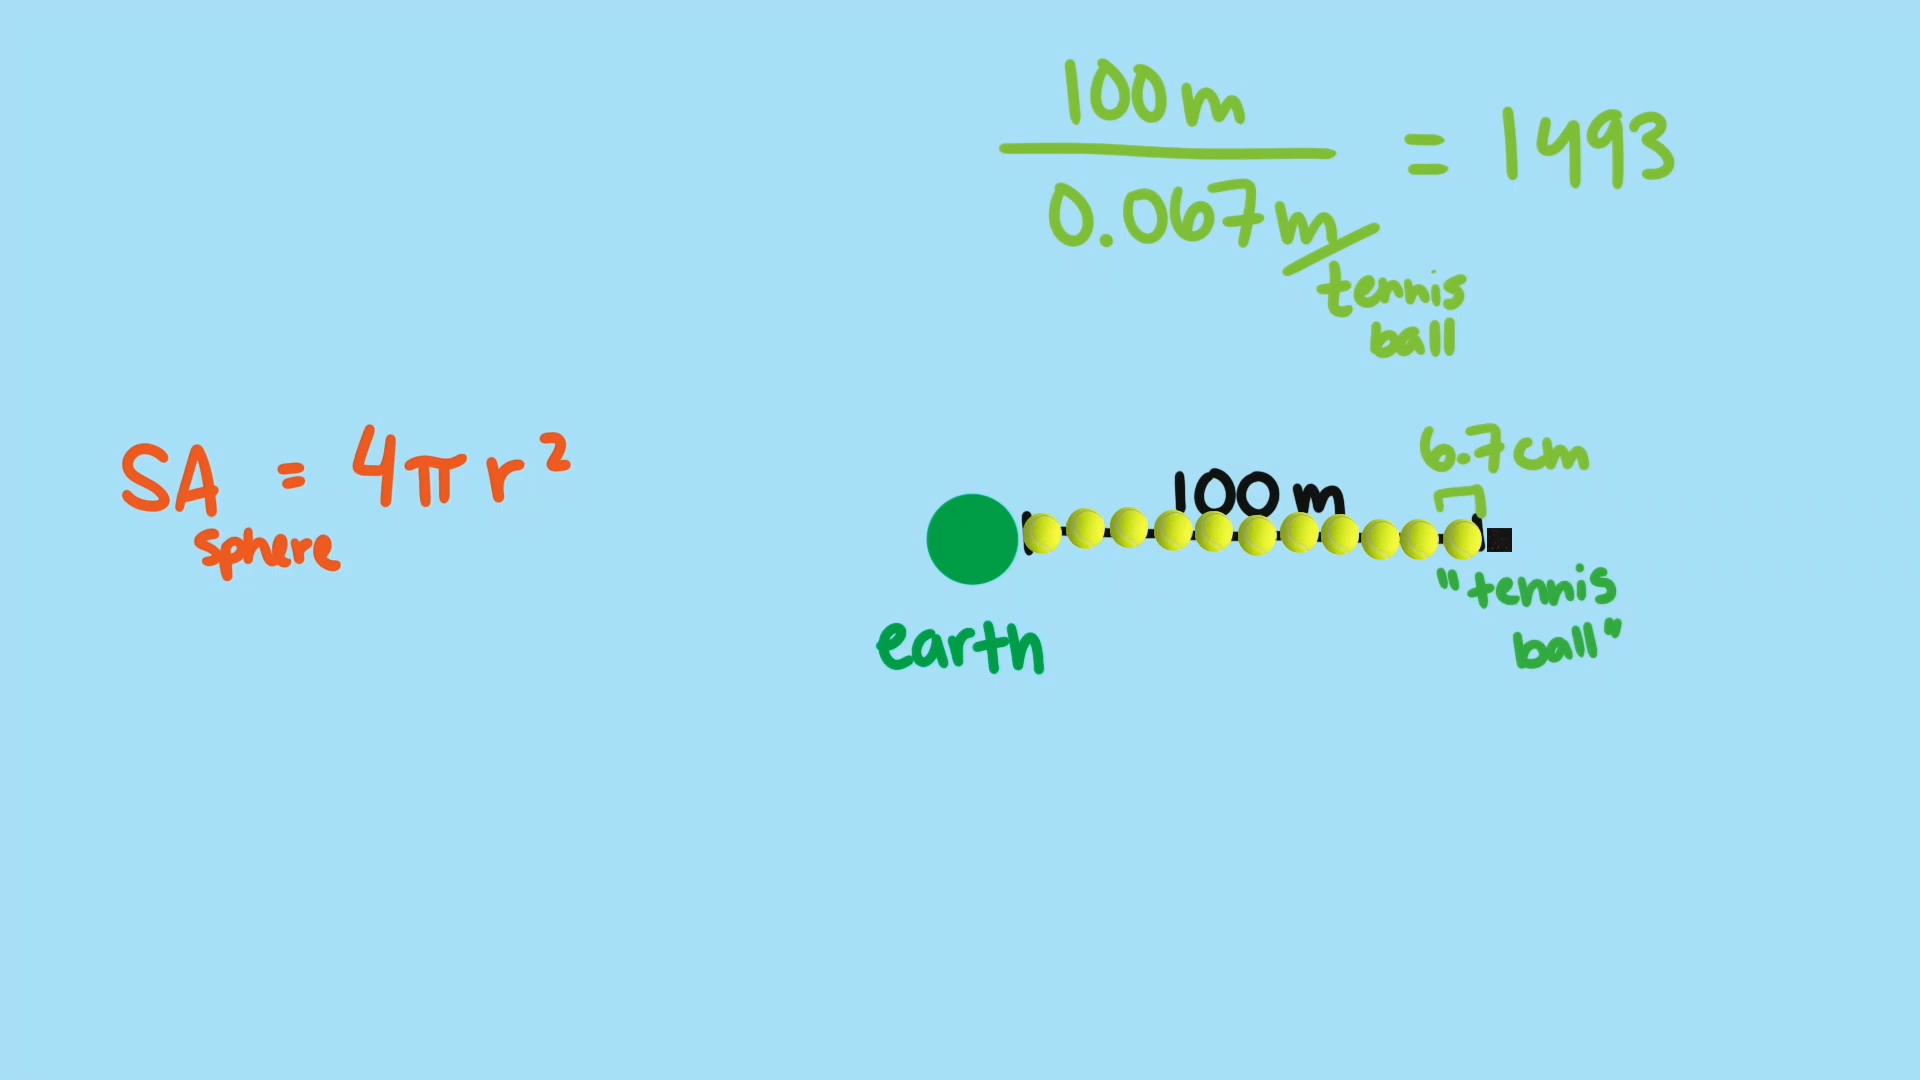 100 m
0.067 m/tennis ball
= 1493
SA sphere = 4πr²
100 m
6.7 cm
earth
"tennis
ball"